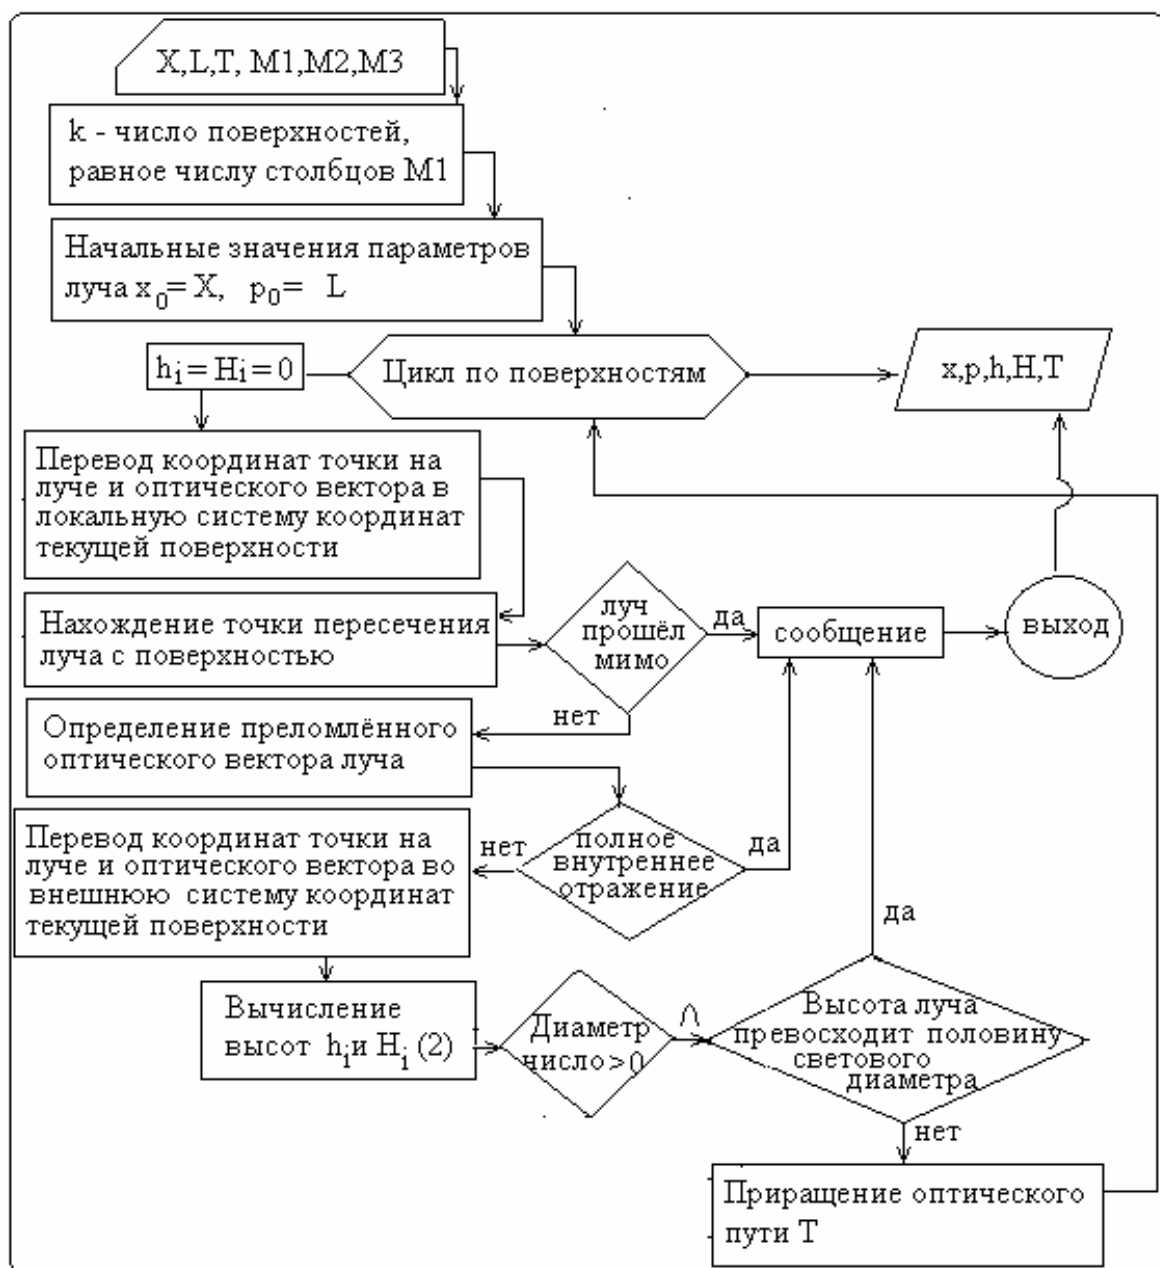 X,L,T, M1,M2,M3
k - число поверхностей,
равное числу столбцов M1
Начальные значения параметров
луча x₀= X, p₀= L
hᵢ= Hᵢ= 0
Цикл по поверхностям
x,p,h,H,T
Перевод координат точки на
луче и оптического вектора в
локальную систему координат
текущей поверхности
Нахождение точки пересечения
луча с поверхностью
луч
прошёл
мимо
да
сообщение
выход
нет
Определение преломлённого
оптического вектора луча
полное
внутреннее
отражение
да
нет
Перевод координат точки на
луче и оптического вектора во
внешнюю систему координат
текущей поверхности
да
Вычисление
высот hᵢи Hᵢ (2)
Диаметр
число>0
Λ
Высота луча
превосходит половину
светового
диаметра
нет
Приращение оптического
пути T